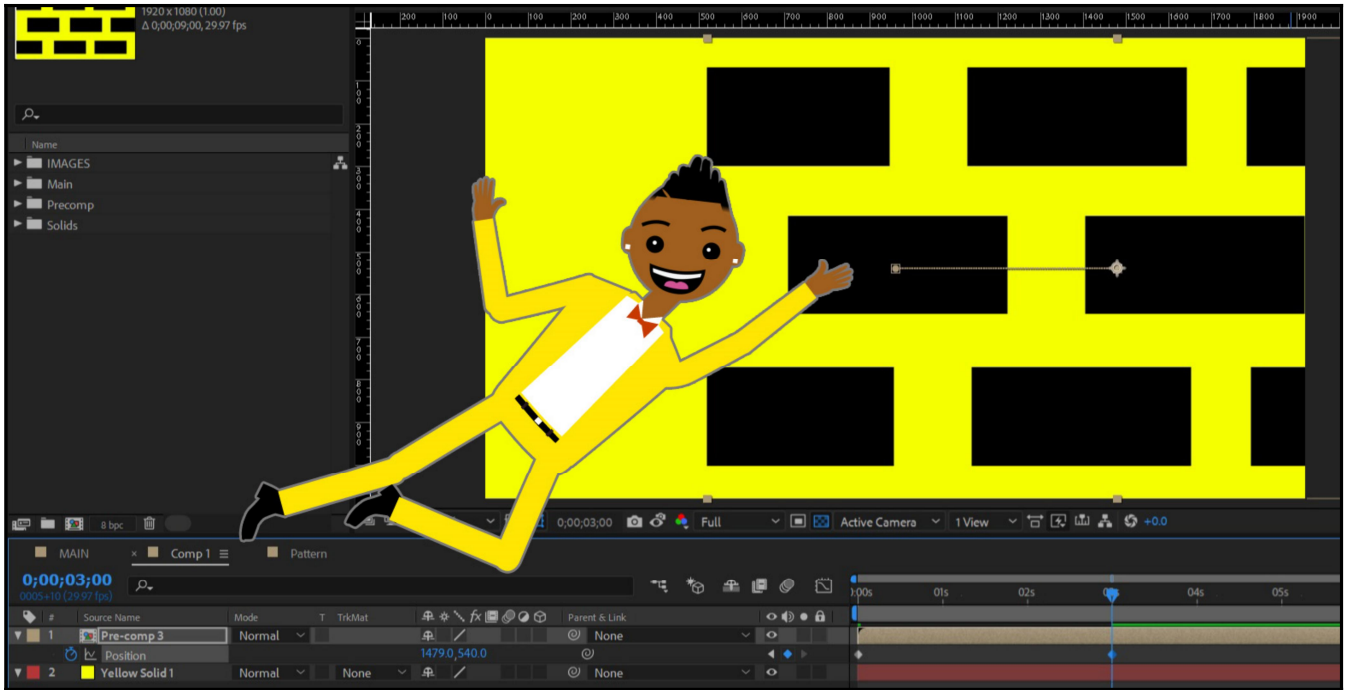 1920 x 1080 (1.00)
Δ 0;00;09;00, 29.97 fps
200 100 0 100 200 300 400 500 600 700 800 900 1000 1100 1200 1300 1400 1500 1600 1700 1800 1900
Name
IMAGES
Main
Precomp
Solids
8 bpc
0;00;03;00
Full
Active Camera
1 View
+0.0
MAIN
× Comp 1
Pattern
0;00;03;00
0005+10 (29.97 fps)
:00s 01s 02s 04s 05s
# Source Name Mode T TrkMat fx Parent & Link
1 Pre-comp 3 Normal None
Position 1479.0,540.0
2 Yellow Solid 1 Normal None None